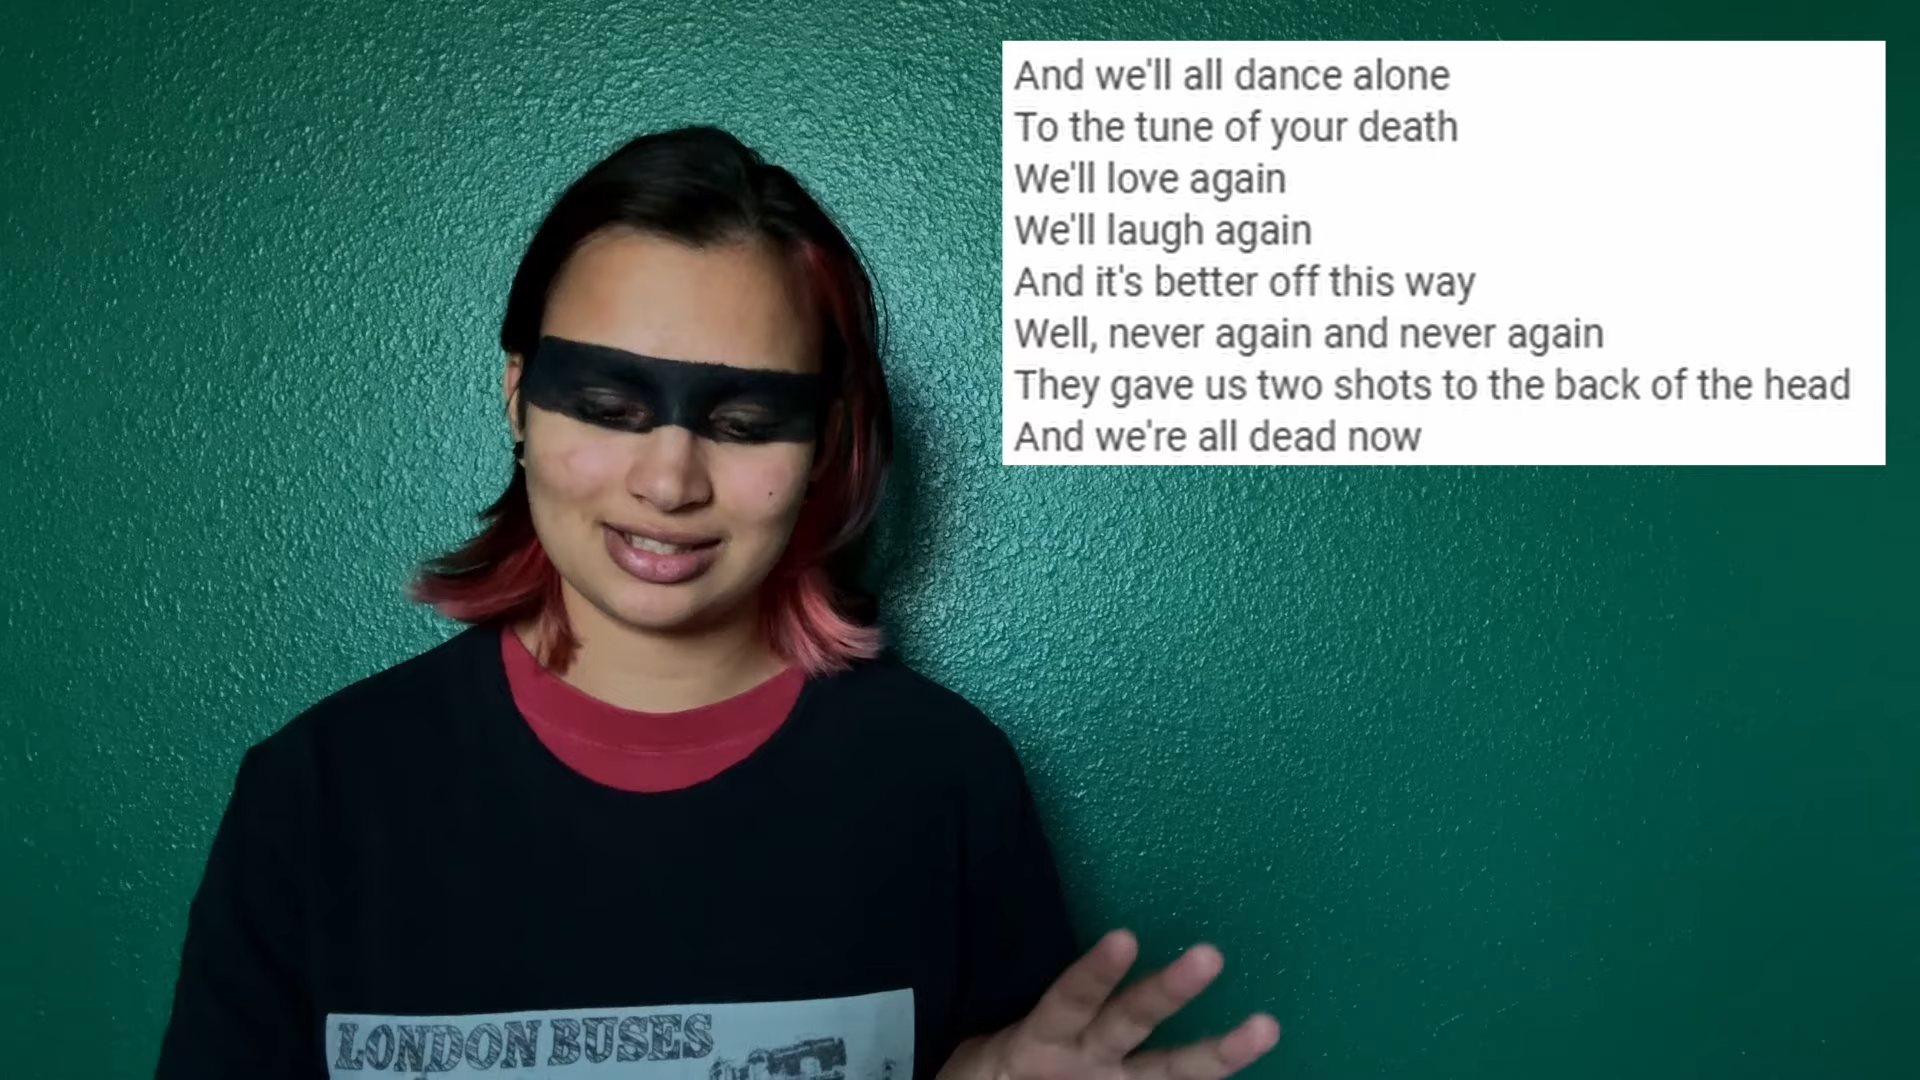 And we'll all dance alone
To the tune of your death
We'll love again
We'll laugh again
And it's better off this way
Well, never again and never again
They gave us two shots to the back of the head
And we're all dead now
LONDON BUSES